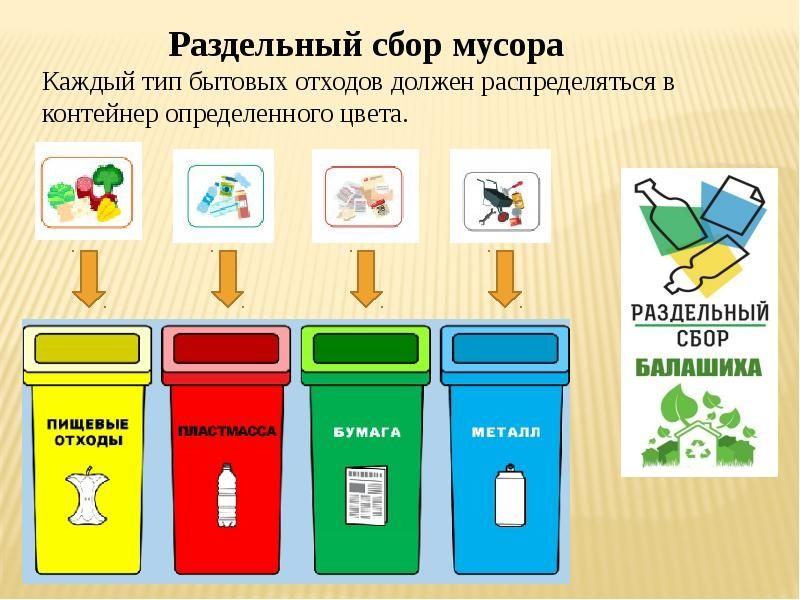 Раздельный сбор мусора
Каждый тип бытовых отходов должен распределяться в
контейнер определенного цвета.
ПИЩЕВЫЕ
ОТХОДЫ
ПЛАСТМАССА
БУМАГА
МЕТАЛЛ
РАЗДЕЛЬНЫЙ
СБОР
БАЛАШИХА